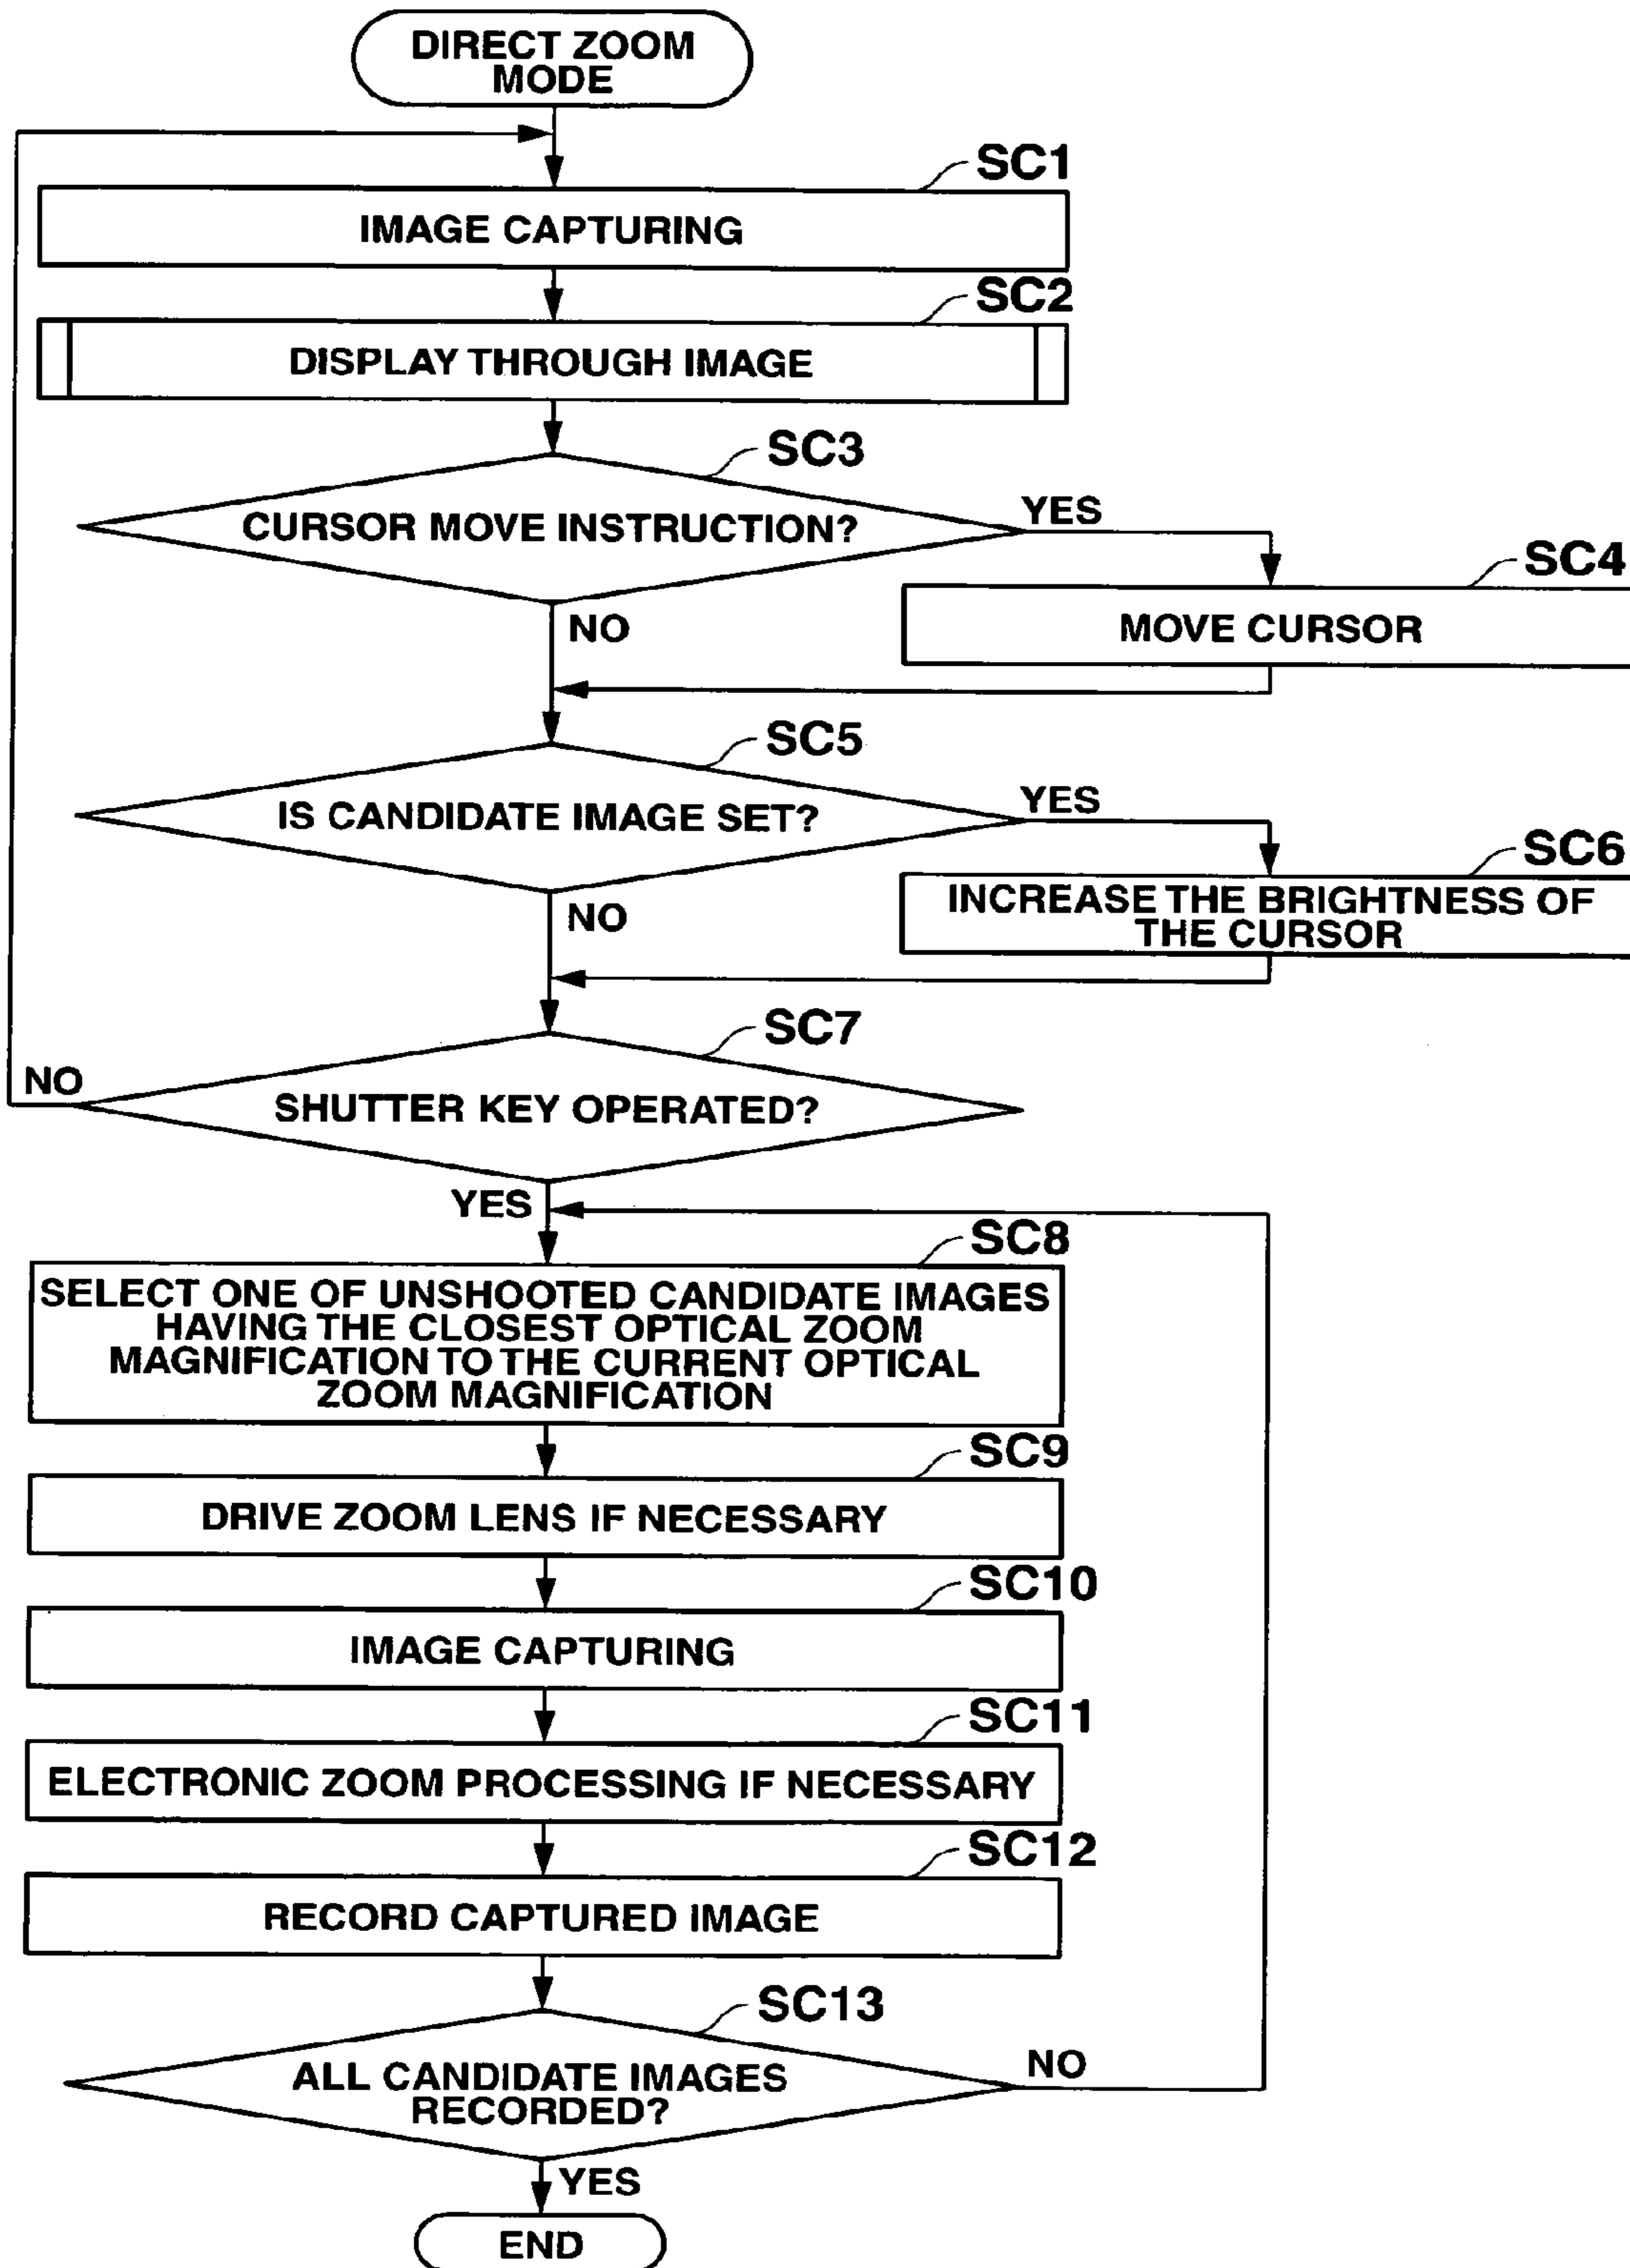 DIRECT ZOOM
MODE
SC1
IMAGE CAPTURING
SC2
DISPLAY THROUGH IMAGE
SC3
CURSOR MOVE INSTRUCTION?
YES
SC4
MOVE CURSOR
NO
SC5
IS CANDIDATE IMAGE SET?
YES
SC6
INCREASE THE BRIGHTNESS OF
THE CURSOR
NO
SC7
NO
SHUTTER KEY OPERATED?
YES
SC8
SELECT ONE OF UNSHOOTED CANDIDATE IMAGES
HAVING THE CLOSEST OPTICAL ZOOM
MAGNIFICATION TO THE CURRENT OPTICAL
ZOOM MAGNIFICATION
SC9
DRIVE ZOOM LENS IF NECESSARY
SC10
IMAGE CAPTURING
SC11
ELECTRONIC ZOOM PROCESSING IF NECESSARY
SC12
RECORD CAPTURED IMAGE
SC13
ALL CANDIDATE IMAGES
RECORDED?
NO
YES
END